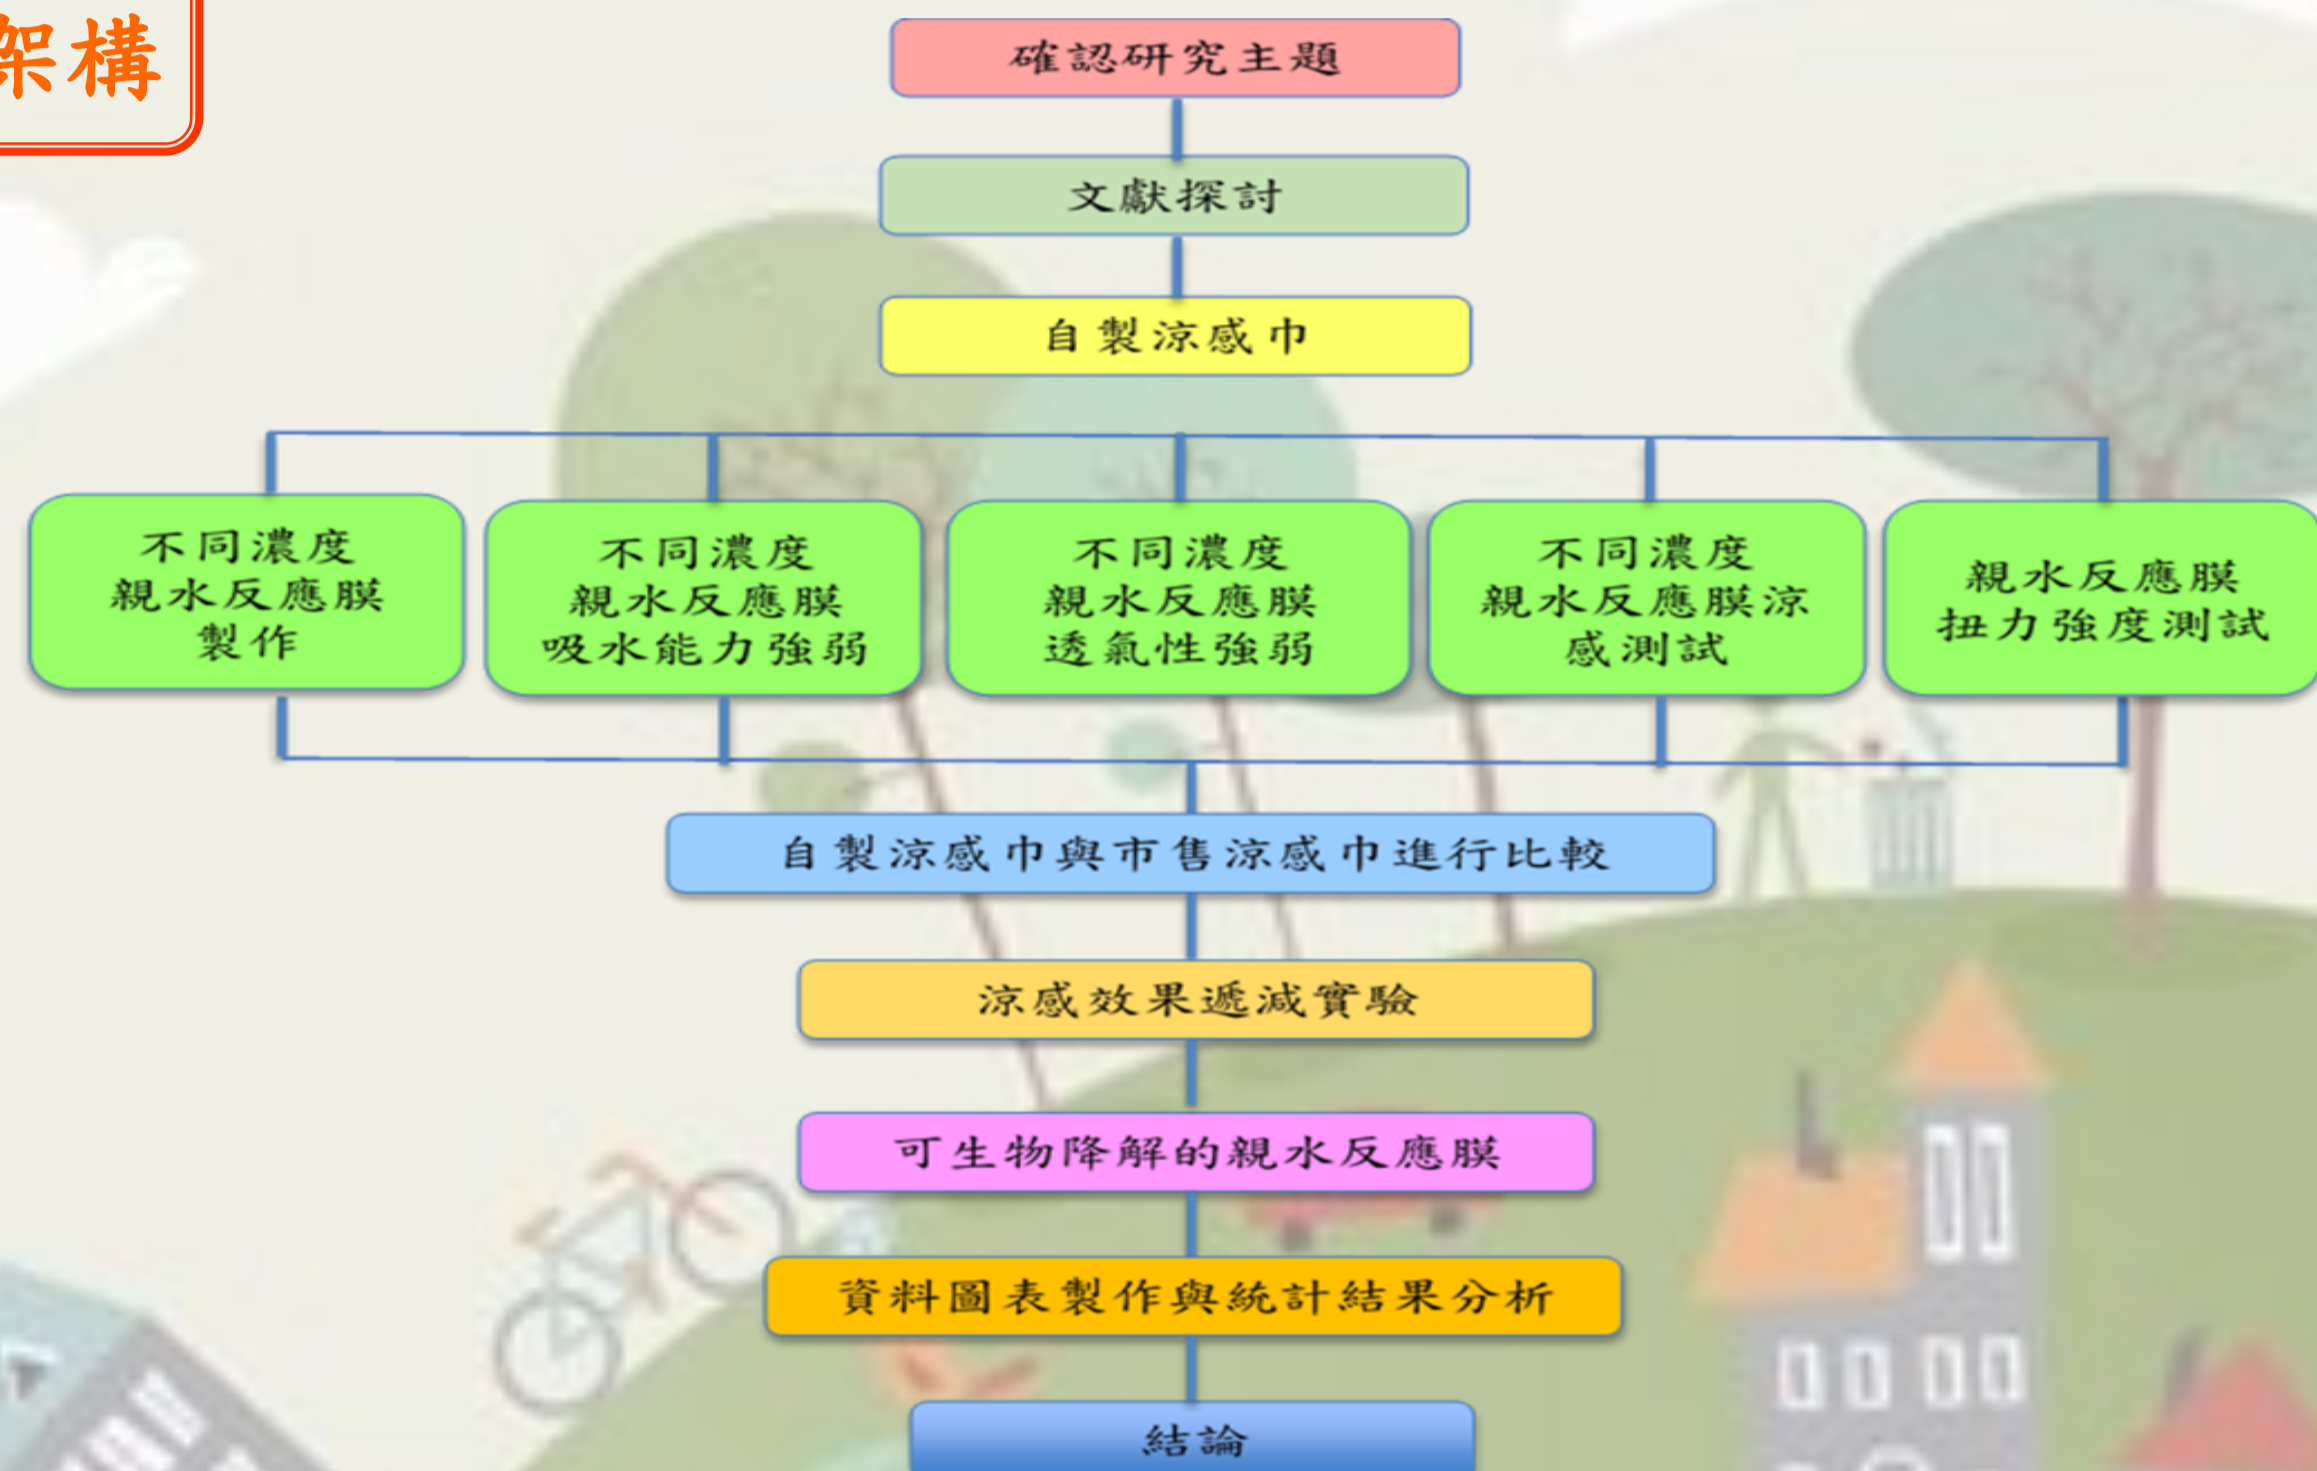 架構
確認研究主題
文獻探討
自製涼感巾
不同濃度
親水反應膜
製作
不同濃度
親水反應膜
吸水能力強弱
不同濃度
親水反應膜
透氣性強弱
不同濃度
親水反應膜涼
感測試
親水反應膜
扭力強度測試
自製涼感巾與市售涼感巾進行比較
涼感效果遞減實驗
可生物降解的親水反應膜
資料圖表製作與統計結果分析
結論